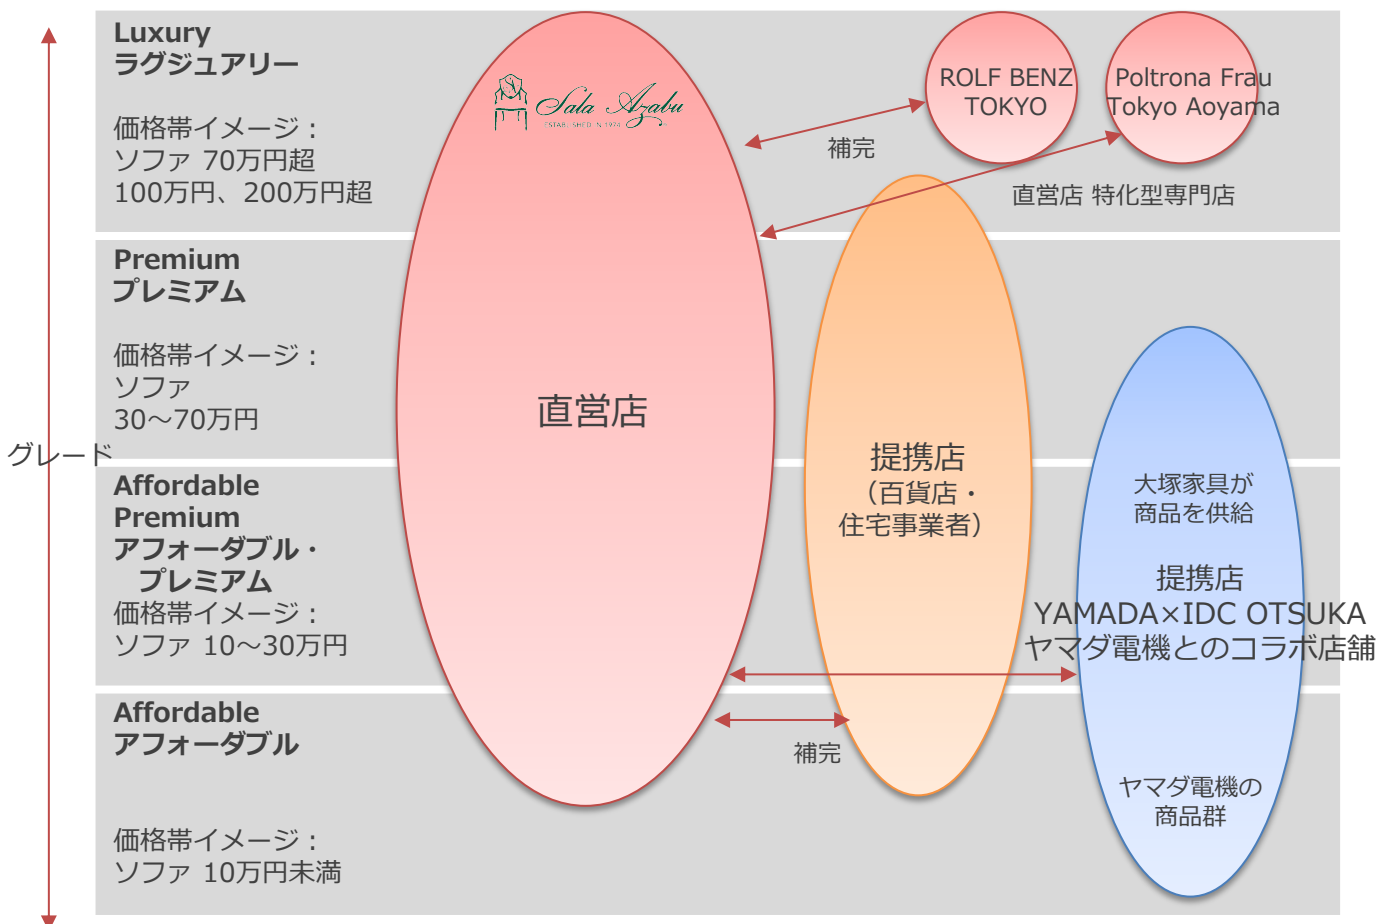 グレード
Luxury
ラグジュアリー
価格帯イメージ：
ソファ 70万円超
100万円、200万円超
Premium
プレミアム
価格帯イメージ：
ソファ
30～70万円
Affordable
Premium
アフォーダブル・
プレミアム
価格帯イメージ：
ソファ 10～30万円
Affordable
アフォーダブル
価格帯イメージ：
ソファ 10万円未満
Sala Azabu
ESTABLISHED IN 1974
直営店
補完
ROLF BENZ
TOKYO
Poltrona Frau
Tokyo Aoyama
直営店 特化型専門店
提携店
（百貨店・
住宅事業者）
補完
大塚家具が
商品を供給
提携店
YAMADA×IDC OTSUKA
ヤマダ電機とのコラボ店舗
ヤマダ電機の
商品群